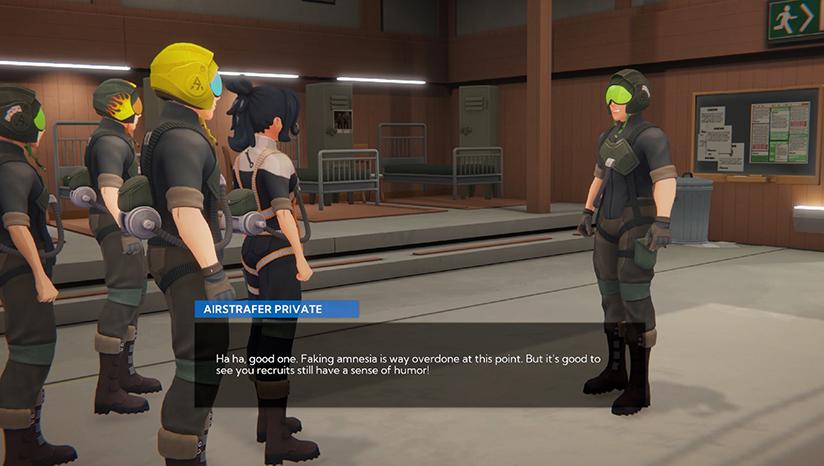 AIRSTRAFER PRIVATE
Ha ha, good one. Faking amnesia is way overdone at this point. But it's good to
see you recruits still have a sense of humor!